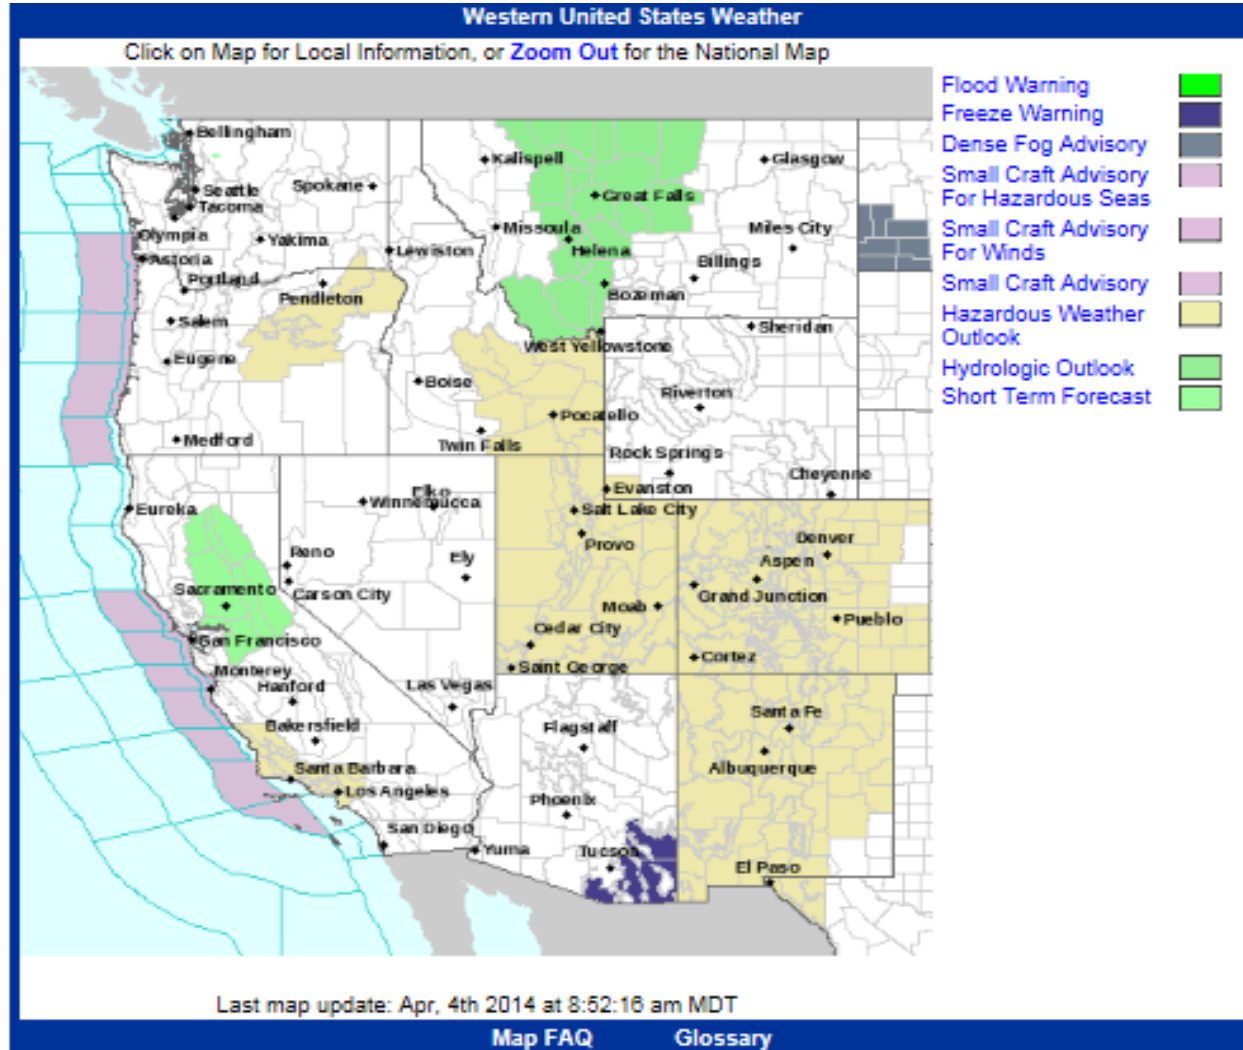 Western United States Weather
Click on Map for Local Information, or Zoom Out for the National Map
Flood Warning
Freeze Warning
Dense Fog Advisory
Small Craft Advisory
For Hazardous Seas
Small Craft Advisory
For Winds
Small Craft Advisory
Hazardous Weather
Outlook
Hydrologic Outlook
Short Term Forecast
Bellingham
Kalispell
Glasgow
Seattle
Spokane
Great Falls
Tacoma
Olympia
Yakima
Missoula
Miles City
Helena
Lewiston
Astoria
Billings
Portland
Pendleton
Bozeman
Salem
Sheridan
West Yellowstone
Eugene
Boise
Riverton
Pocatello
Medford
Twin Falls
Rock Springs
Cheyenne
Elko
Evanston
Winnemucca
Eureka
Salt Lake City
Provo
Denver
Reno
Ely
Aspen
Sacramento
Carson City
Grand Junction
Moab
Pueblo
Cedar City
San Francisco
Cortez
Saint George
Monterey
Hanford
Las Vegas
Santa Fe
Bakersfield
Flagstaff
Santa Barbara
Albuquerque
Los Angeles
Phoenix
San Diego
Yuma
Tucson
El Paso
Last map update: Apr, 4th 2014 at 8:52:16 am MDT
Map FAQ Glossary